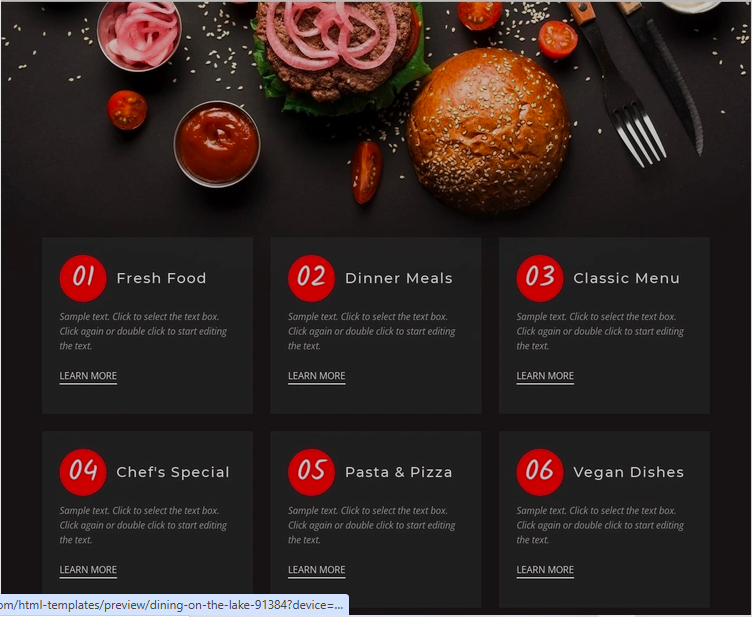 01 Fresh Food
Sample text. Click to select the text box.
Click again or double click to start editing
the text.
LEARN MORE
02 Dinner Meals
Sample text. Click to select the text box.
Click again or double click to start editing
the text.
LEARN MORE
03 Classic Menu
Sample text. Click to select the text box.
Click again or double click to start editing
the text.
LEARN MORE
04 Chef's Special
Sample text. Click to select the text box.
Click again or double click to start editing
the text.
LEARN MORE
05 Pasta & Pizza
Sample text. Click to select the text box.
Click again or double click to start editing
the text.
LEARN MORE
06 Vegan Dishes
Sample text. Click to select the text box.
Click again or double click to start editing
the text.
LEARN MORE
om/html-templates/preview/dining-on-the-lake-91384?device=...